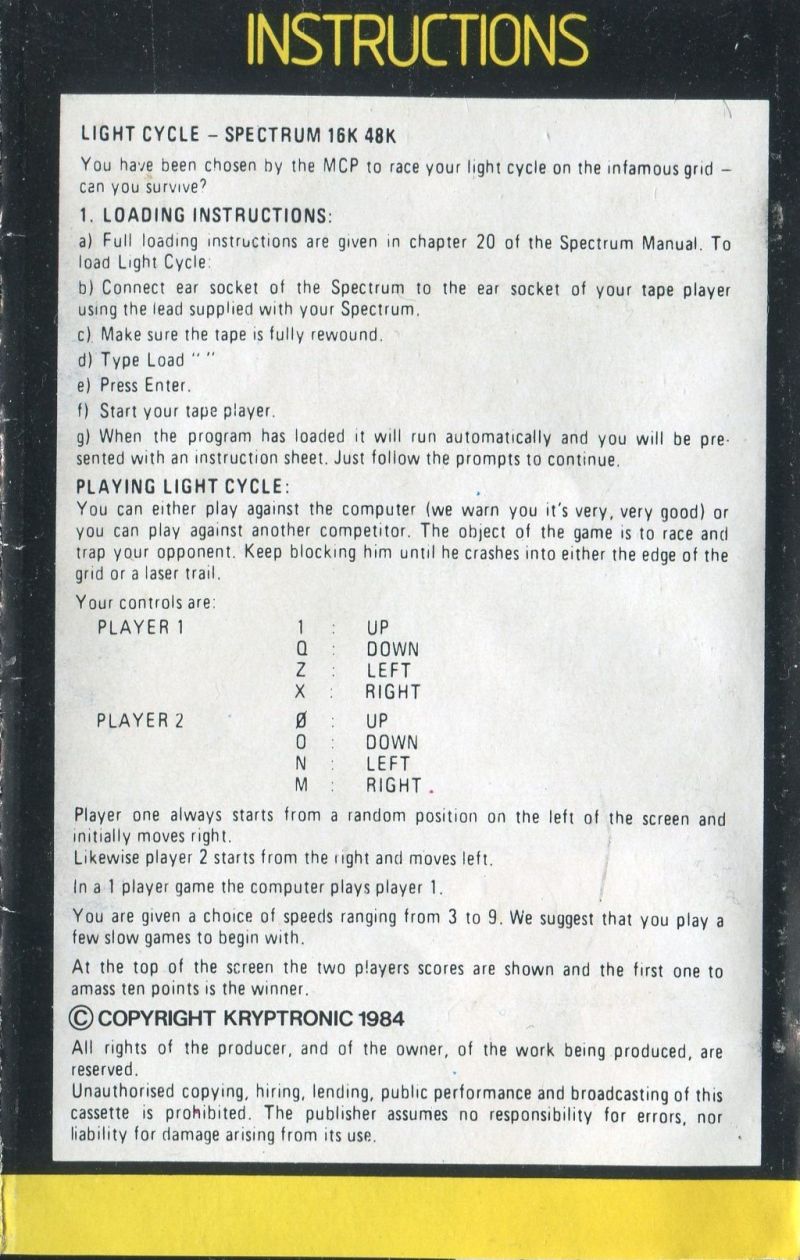 INSTRUCTIONS
LIGHT CYCLE – SPECTRUM 16K 48K
You have been chosen by the MCP to race your light cycle on the infamous grid –
can you survive?
1. LOADING INSTRUCTIONS:
a) Full loading instructions are given in chapter 20 of the Spectrum Manual. To
load Light Cycle:
b) Connect ear socket of the Spectrum to the ear socket of your tape player
using the lead supplied with your Spectrum.
c) Make sure the tape is fully rewound.
d) Type Load “ ”
e) Press Enter.
f) Start your tape player.
g) When the program has loaded it will run automatically and you will be pre-
sented with an instruction sheet. Just follow the prompts to continue.
PLAYING LIGHT CYCLE:
You can either play against the computer (we warn you it's very, very good) or
you can play against another competitor. The object of the game is to race and
trap your opponent. Keep blocking him until he crashes into either the edge of the
grid or a laser trail.
Your controls are:
PLAYER 1 1 : UP
Q : DOWN
Z : LEFT
X : RIGHT
PLAYER 2 Ø : UP
O : DOWN
N : LEFT
M : RIGHT.
Player one always starts from a random position on the left of the screen and
initially moves right.
Likewise player 2 starts from the right and moves left.
In a 1 player game the computer plays player 1.
You are given a choice of speeds ranging from 3 to 9. We suggest that you play a
few slow games to begin with.
At the top of the screen the two players scores are shown and the first one to
amass ten points is the winner.
© COPYRIGHT KRYPTRONIC 1984
All rights of the producer, and of the owner, of the work being produced, are
reserved.
Unauthorised copying, hiring, lending, public performance and broadcasting of this
cassette is prohibited. The publisher assumes no responsibility for errors, nor
liability for damage arising from its use.